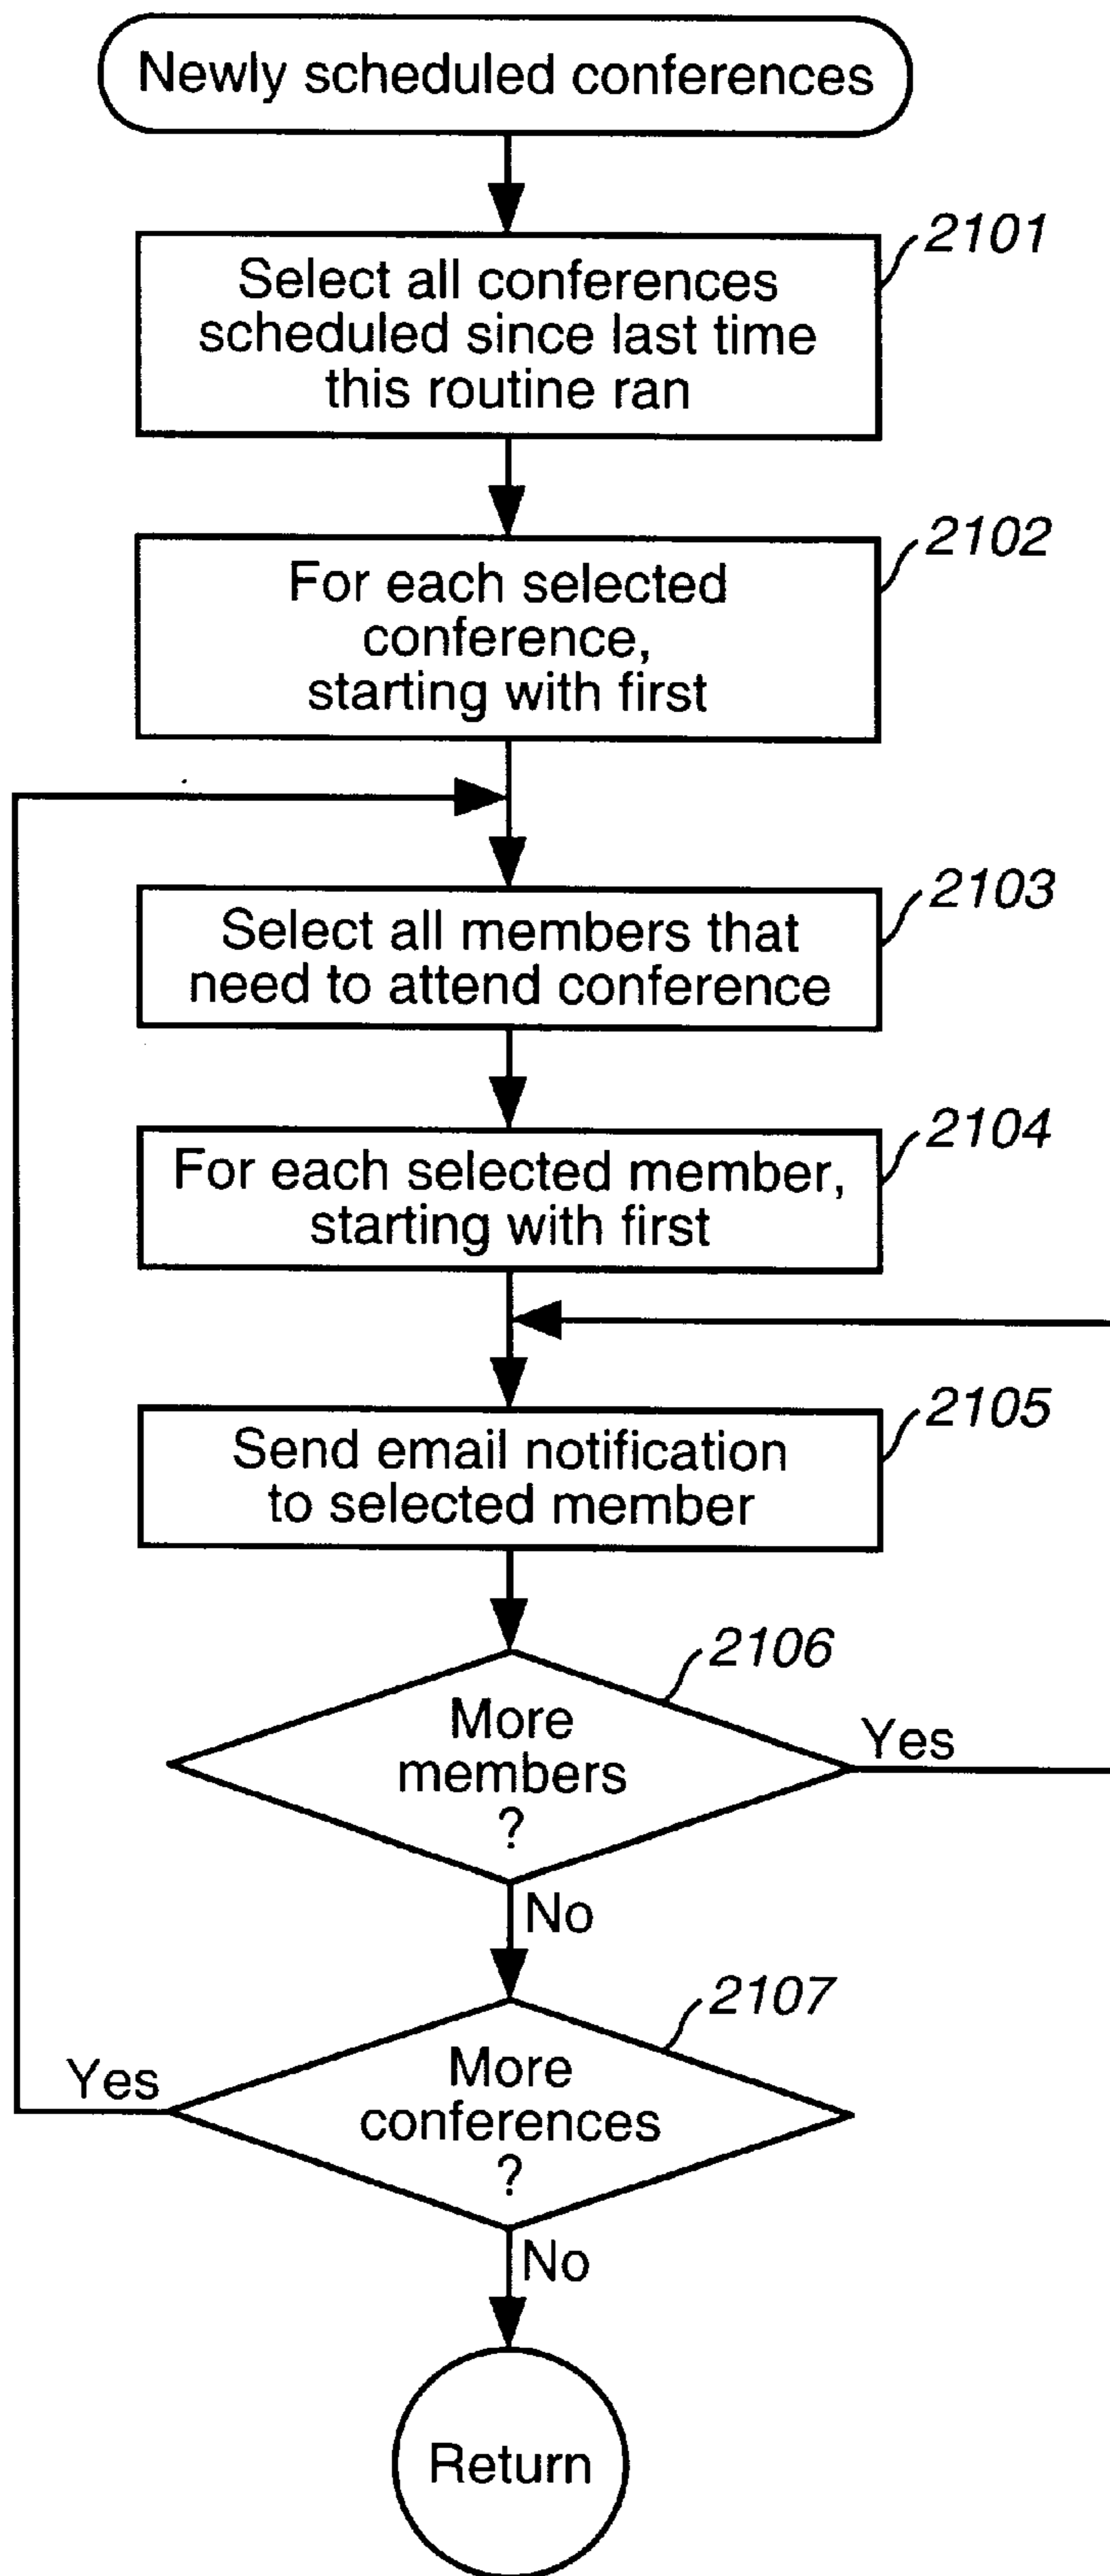 Newly scheduled conferences
2101
Select all conferences
scheduled since last time
this routine ran
2102
For each selected
conference,
starting with first
2103
Select all members that
need to attend conference
2104
For each selected member,
starting with first
2105
Send email notification
to selected member
2106
More
members
?
Yes
No
2107
More
conferences
?
Yes
No
Return